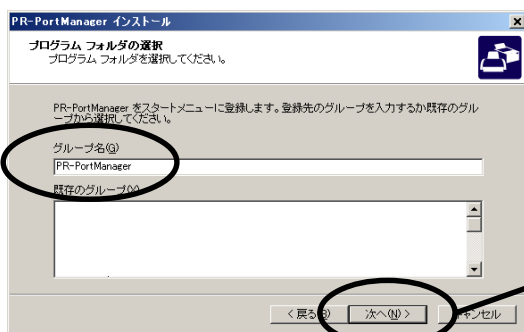 PR-PortManager インストール
プログラム フォルダの選択
プログラム フォルダを選択してください。
PR-PortManager をスタートメニューに登録します。登録先のグループを入力するか既存のグル
ープから選択してください。
グループ名(G)
PR-PortManager
既存のグループ(X)
< 戻る(B)
次へ(N) >
キャンセル